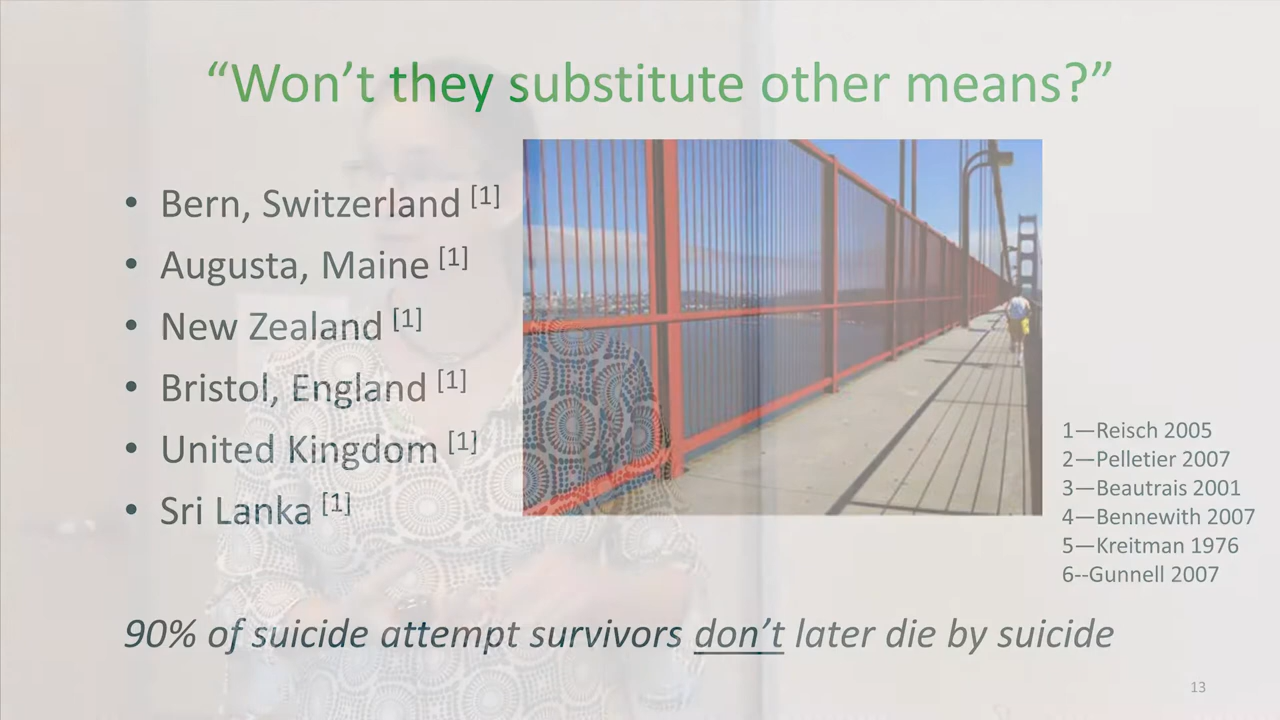 “Won’t they substitute other means?”
• Bern, Switzerland [1]
• Augusta, Maine [1]
• New Zealand [1]
• Bristol, England [1]
• United Kingdom [1]
• Sri Lanka [1]
1—Reisch 2005
2—Pelletier 2007
3—Beautrais 2001
4—Bennewith 2007
5—Kreitman 1976
6--Gunnell 2007
90% of suicide attempt survivors don’t later die by suicide
13